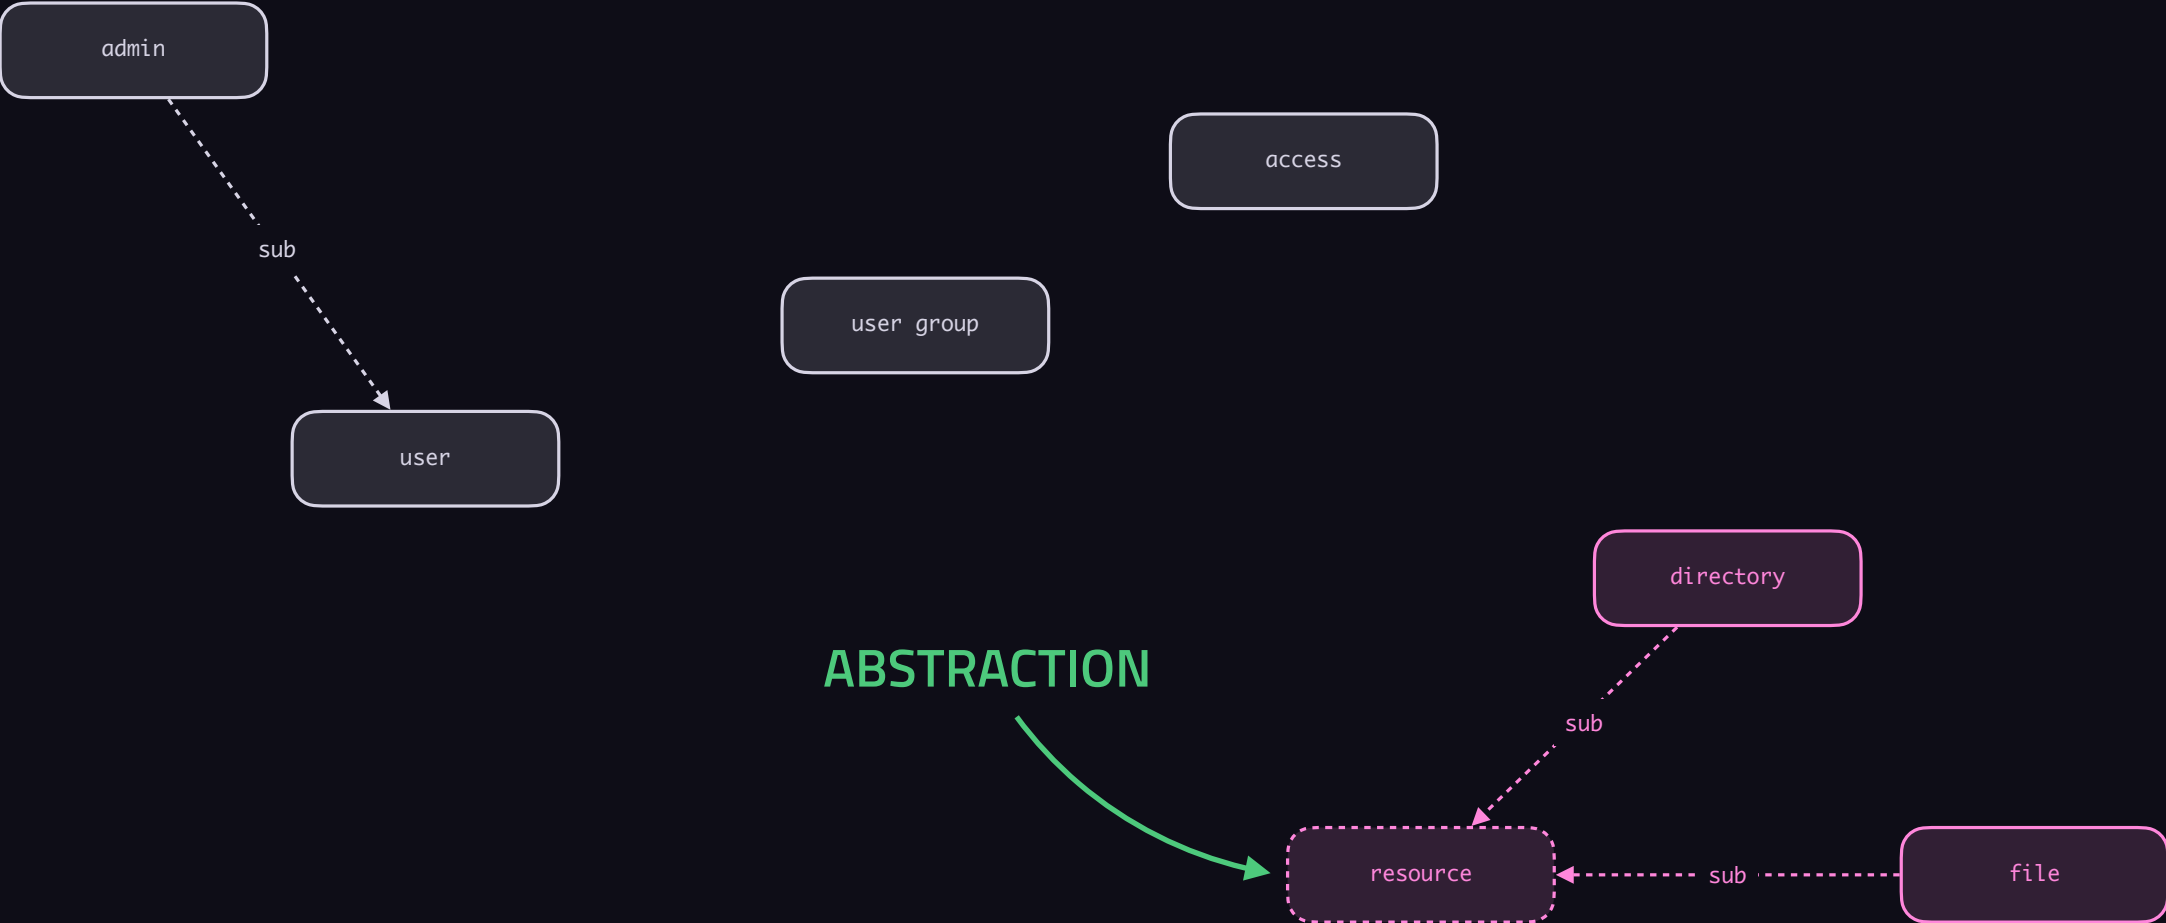 admin
access
sub
user group
user
directory
ABSTRACTION
sub
resource
sub
file